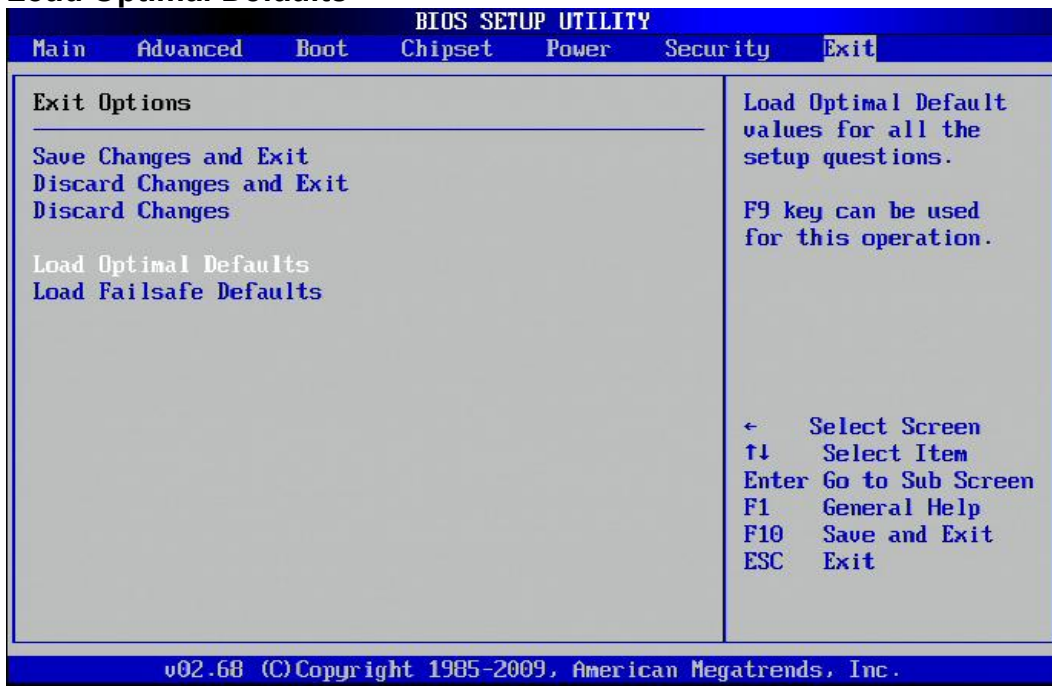 Load Optimal Defaults
BIOS SETUP UTILITY
Main Advanced Boot Chipset Power Security Exit
Exit Options
Save Changes and Exit
Discard Changes and Exit
Discard Changes
Load Optimal Defaults
Load Failsafe Defaults
Load Optimal Default
values for all the
setup questions.
F9 key can be used
for this operation.
← Select Screen
↑↓ Select Item
Enter Go to Sub Screen
F1 General Help
F10 Save and Exit
ESC Exit
v02.68 (C)Copyright 1985-2009, American Megatrends, Inc.